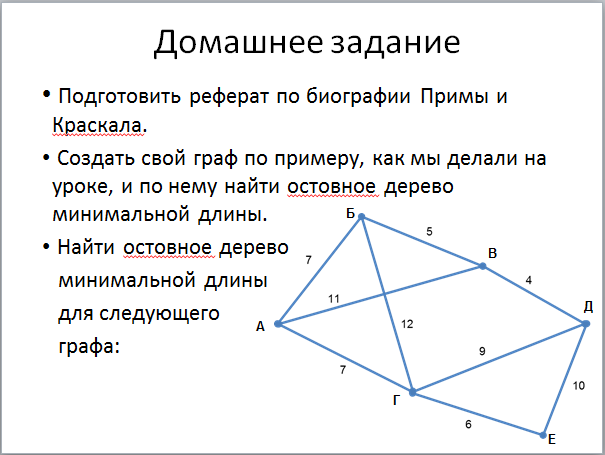 Домашнее задание
• Подготовить реферат по биографии Примы и
Краскала.
• Создать свой граф по примеру, как мы делали на
уроке, и по нему найти остовное дерево
минимальной длины.
• Найти остовное дерево
минимальной длины
для следующего
графа:
Б
5
В
7
4
11
Д
А
12
9
7
10
Г
6
Е